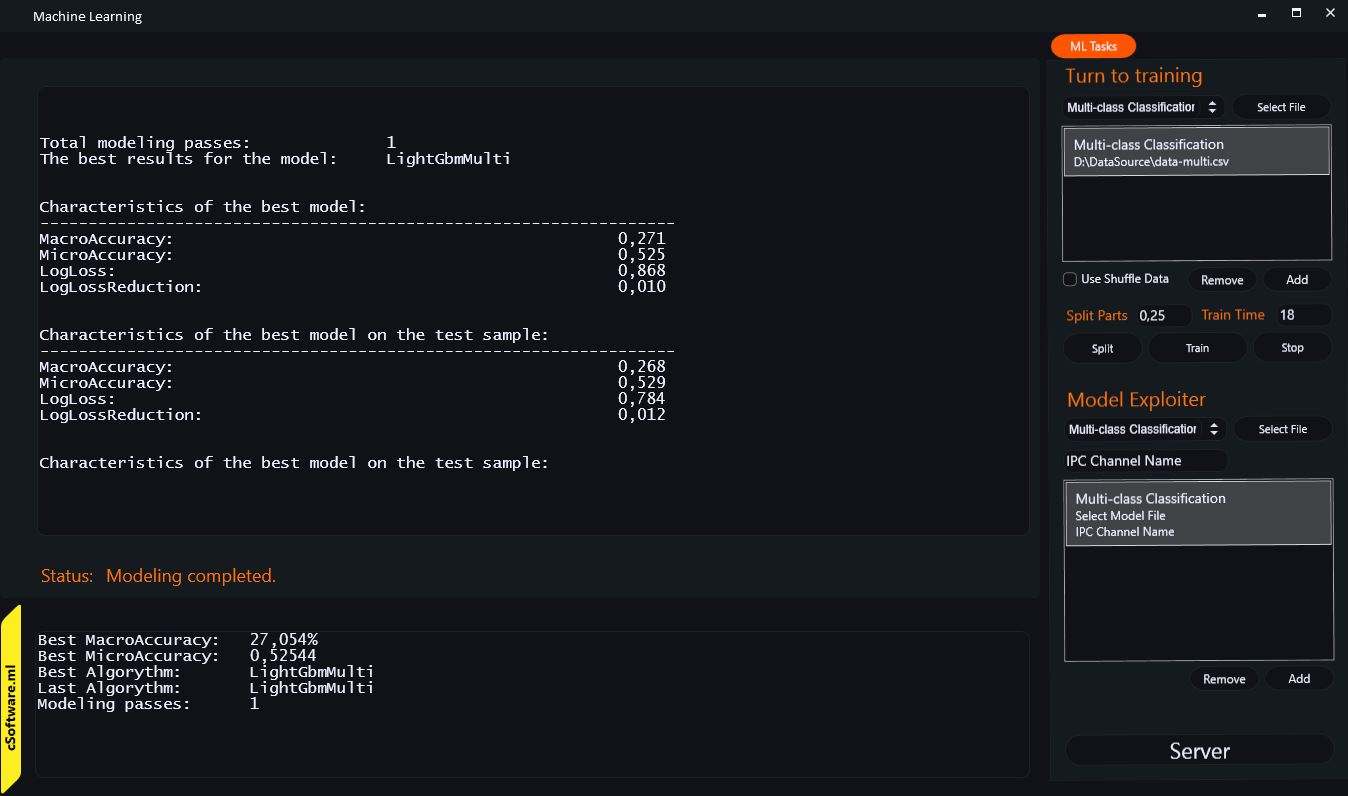 Machine Learning
ML Tasks
Total modeling passes: 1
The best results for the model: LightGbmMulti
Characteristics of the best model:
------------------------------------------------------------------
MacroAccuracy: 0,271
MicroAccuracy: 0,525
LogLoss: 0,868
LogLossReduction: 0,010
Characteristics of the best model on the test sample:
------------------------------------------------------------------
MacroAccuracy: 0,268
MicroAccuracy: 0,529
LogLoss: 0,784
LogLossReduction: 0,012
Characteristics of the best model on the test sample:
Status: Modeling completed.
Best MacroAccuracy: 27,054%
Best MicroAccuracy: 0,52544
Best Algorythm: LightGbmMulti
Last Algorythm: LightGbmMulti
Modeling passes: 1
cSoftware.ml
Turn to training
Multi-class Classification Select File
Multi-class Classification
D:\DataSource\data-multi.csv
Use Shuffle Data Remove Add
Split Parts 0,25 Train Time 18
Split Train Stop
Model Exploiter
Multi-class Classification Select File
IPC Channel Name
Multi-class Classification
Select Model File
IPC Channel Name
Remove Add
Server